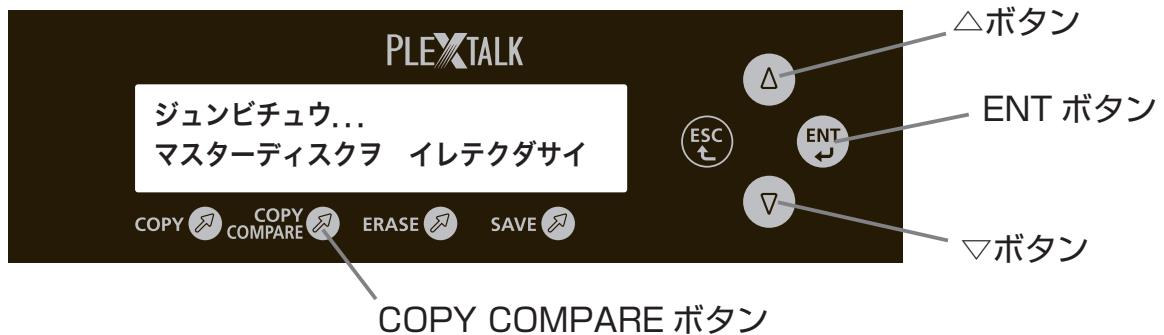 △ボタン
PLEXTALK
ENT ボタン
ジュンビチュウ...
マスターディスクヲ　イレテクダサイ
ESC
ENT
COPY
COPY COMPARE
ERASE
SAVE
▽ボタン
COPY COMPARE ボタン